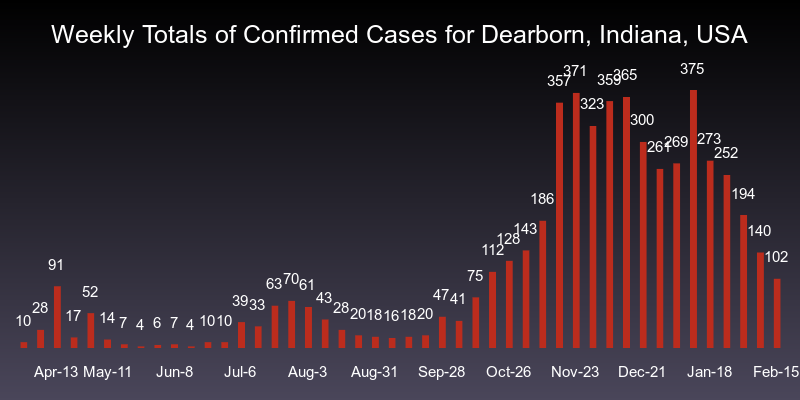 Weekly Totals of Confirmed Cases for Dearborn, Indiana, USA
10 28 91 17 52 14 7 4 6 7 4 10 10 39 33 63 70 61 43 28 20 18 16 18 20 47 41 75 112 128 143 186 357 371 323 359 365 300 261 269 375 273 252 194 140 102
Apr-13 May-11 Jun-8 Jul-6 Aug-3 Aug-31 Sep-28 Oct-26 Nov-23 Dec-21 Jan-18 Feb-15